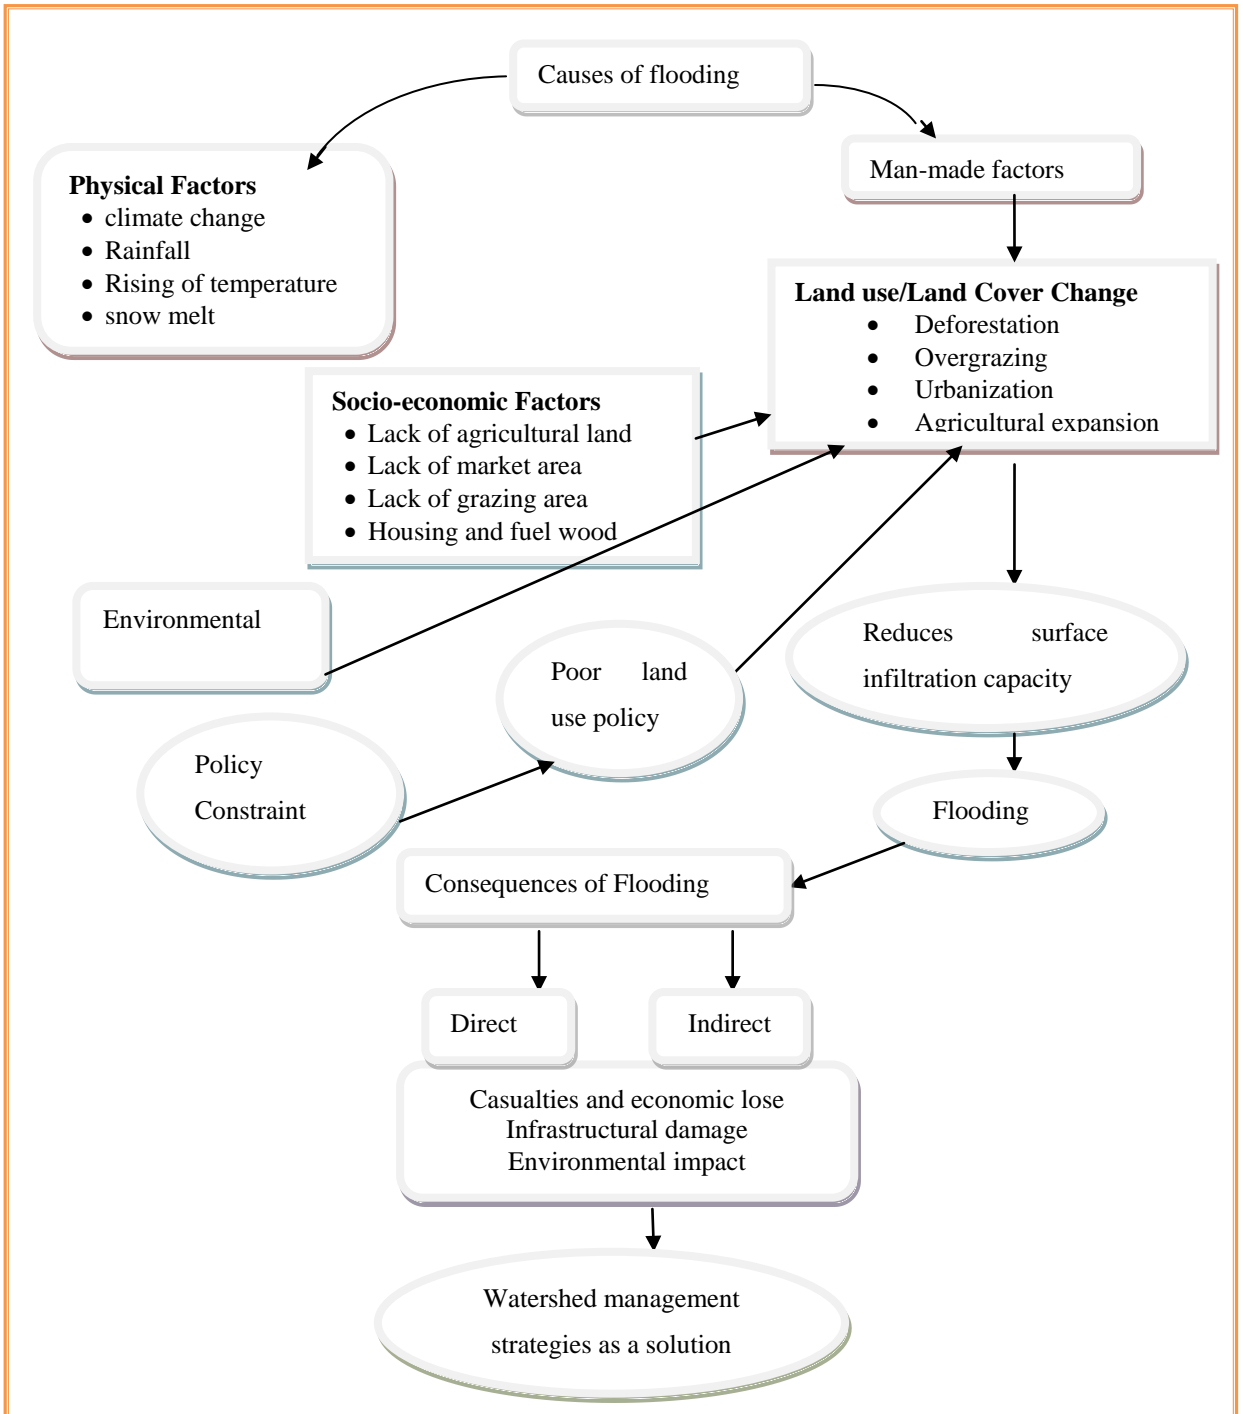 Causes of flooding
Man-made factors
Physical Factors
• climate change
• Rainfall
• Rising of temperature
• snow melt
Land use/Land Cover Change
• Deforestation
• Overgrazing
• Urbanization
• Agricultural expansion
Socio-economic Factors
• Lack of agricultural land
• Lack of market area
• Lack of grazing area
• Housing and fuel wood
Environmental
Reduces surface
infiltration capacity
Poor land
use policy
Policy
Constraint
Flooding
Consequences of Flooding
Direct
Indirect
Casualties and economic lose
Infrastructural damage
Environmental impact
Watershed management
strategies as a solution